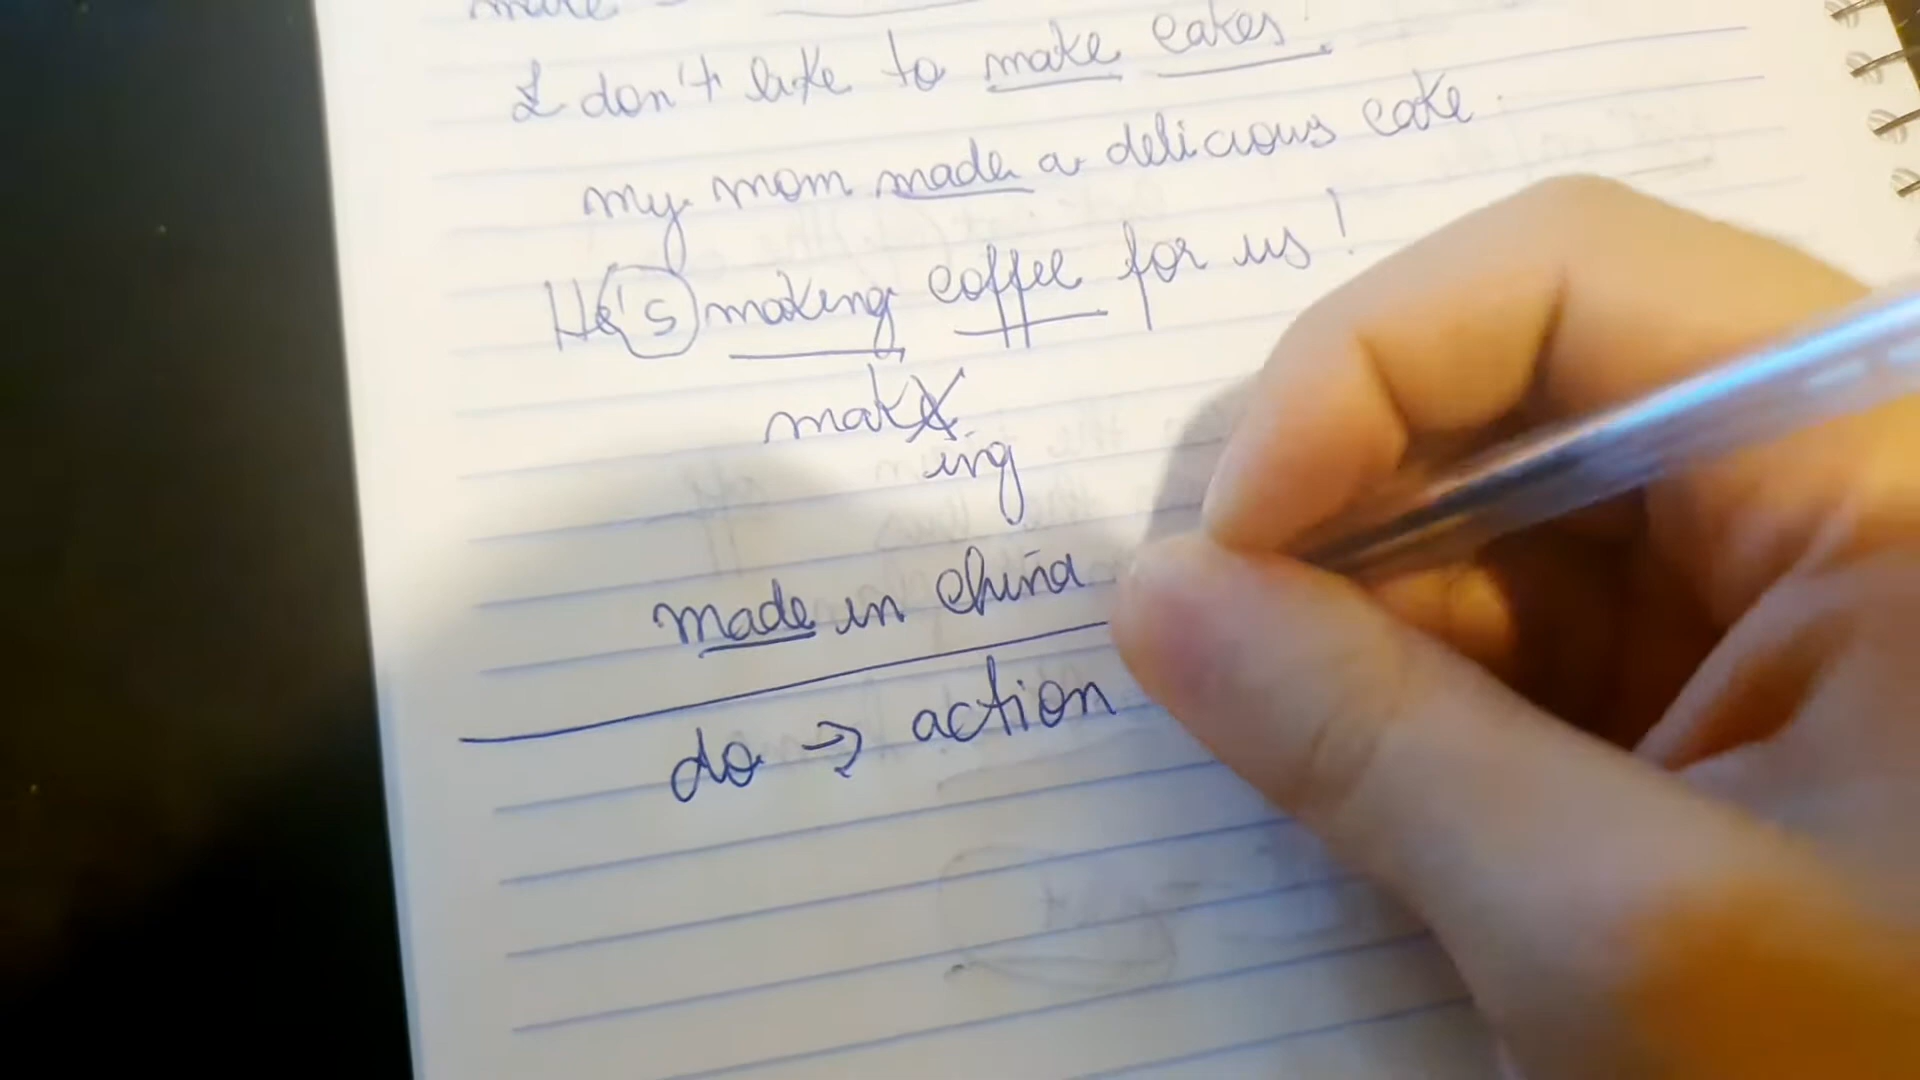 I don't like to make cakes!
my mom made a delicious cake.
He's making coffee for us!
make
ing
made in china
do → action